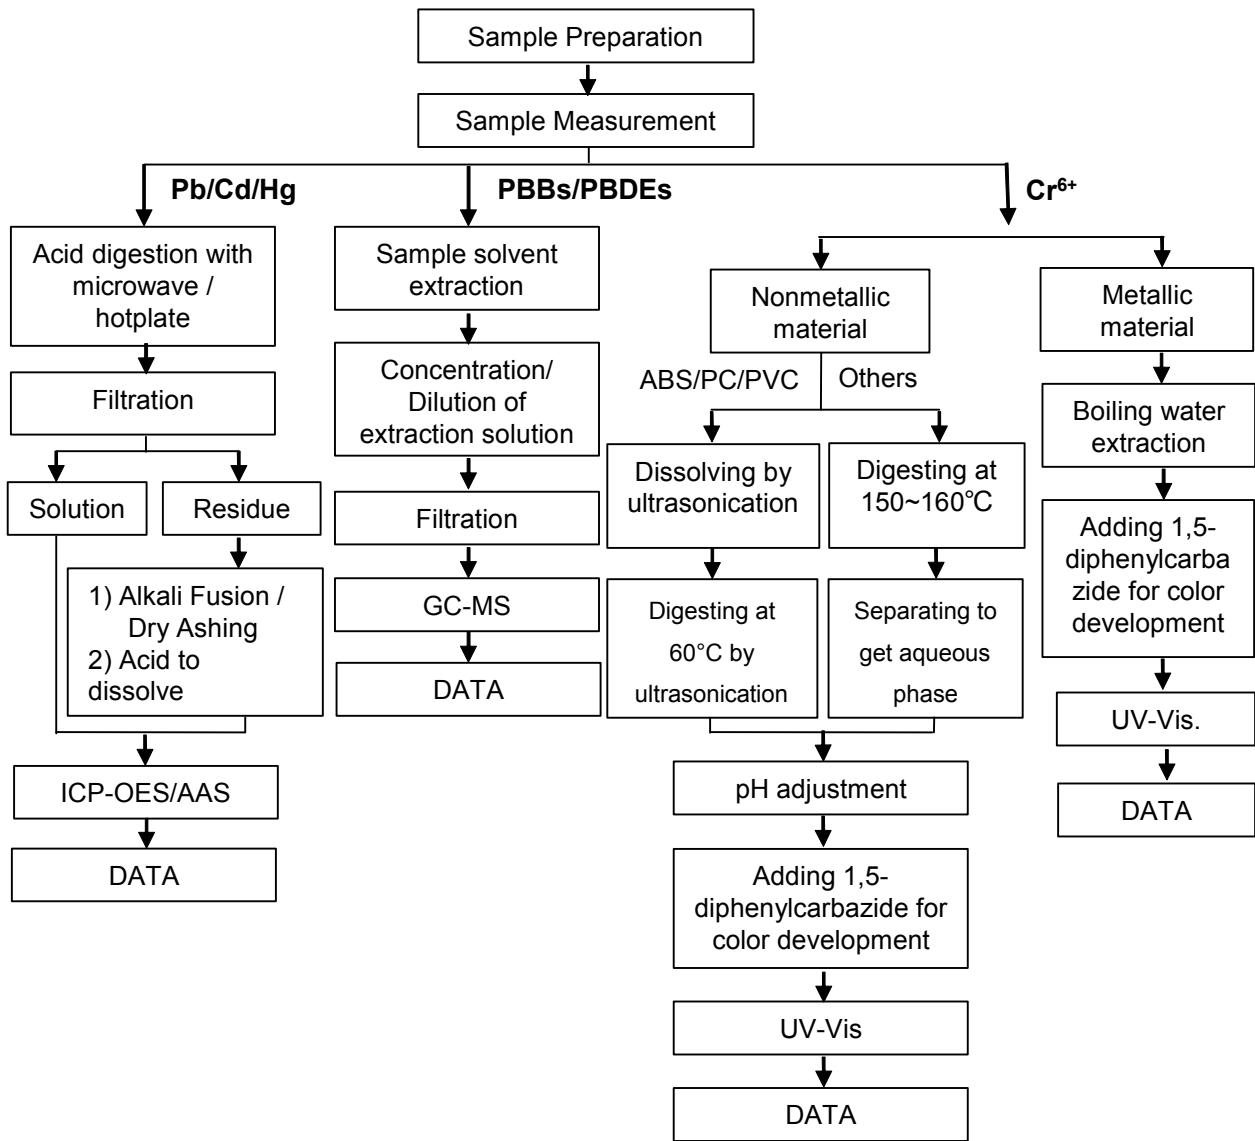 Sample Preparation
Sample Measurement
Pb/Cd/Hg
PBBs/PBDEs
Cr⁶⁺
Acid digestion with
microwave /
hotplate
Filtration
Solution
Residue
1) Alkali Fusion /
Dry Ashing
2) Acid to
dissolve
ICP-OES/AAS
DATA
Sample solvent
extraction
Concentration/
Dilution of
extraction solution
Filtration
GC-MS
DATA
Nonmetallic
material
ABS/PC/PVC
Others
Dissolving by
ultrasonication
Digesting at
60°C by
ultrasonication
Digesting at
150~160℃
Separating to
get aqueous
phase
pH adjustment
Adding 1,5-
diphenylcarbazide for
color development
UV-Vis
DATA
Metallic
material
Boiling water
extraction
Adding 1,5-
diphenylcarba
zide for color
development
UV-Vis.
DATA